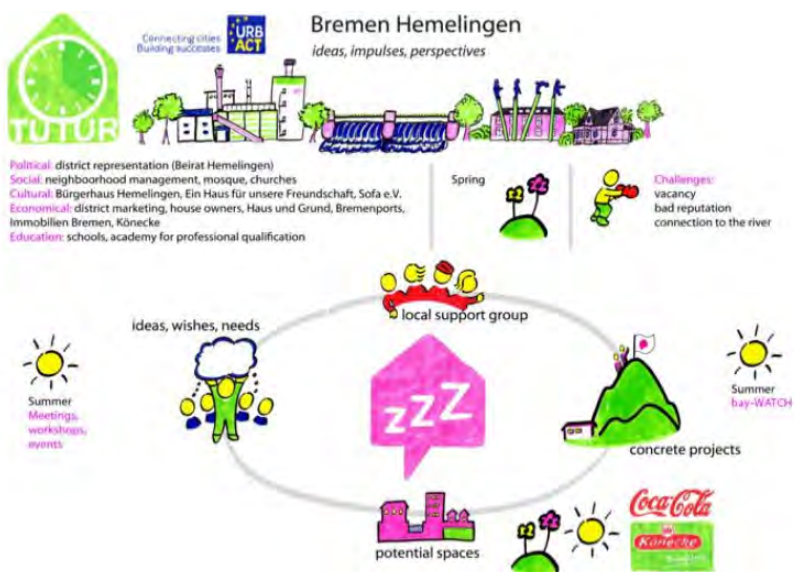 Bremen Hemelingen
ideas, impulses, perspectives
Connecting cities
Building successes
URB
ACT
TUTUR
Political: district representation (Beirat Hemelingen)
Social: neighboorhood management, mosque, churches
Cultural: Bürgerhaus Hemelingen, Ein Haus für unsere Freundschaft, Sofa e.V.
Economical: district marketing, house owners, Haus und Grund, Bremenports,
Immobilien Bremen, Könecke
Education: schools, academy for professional qualification
Spring
zz
zz
Challenges:
vacancy
bad reputation
connection to the river
local support group
ideas, wishes, needs
Summer
Meetings,
workshops,
events
zzz
Summer
bay-WATCH
concrete projects
potential spaces
zz
zz
Coca-Cola
Könecke